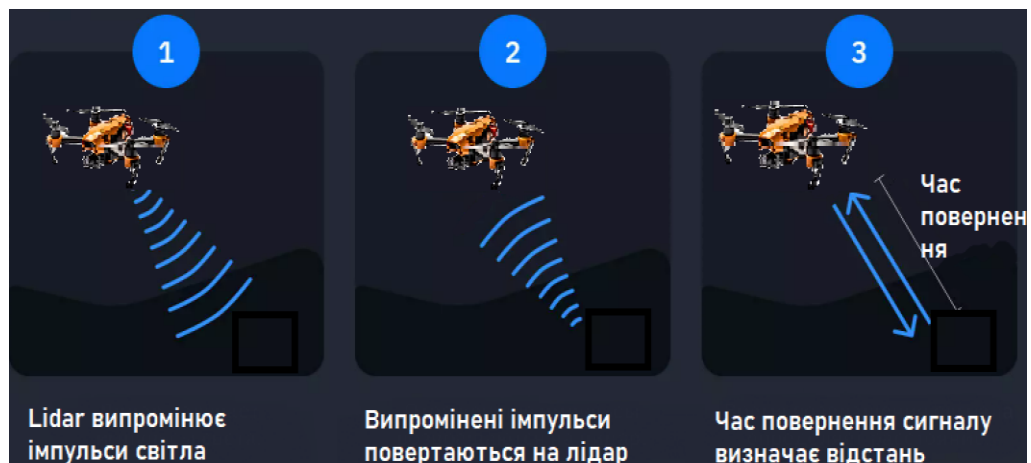 1
2
3
Час
повернен
ня
Lidar випромінює
імпульси світла
Випромінені імпульси
повертаються на лідар
Час повернення сигналу
визначає відстань